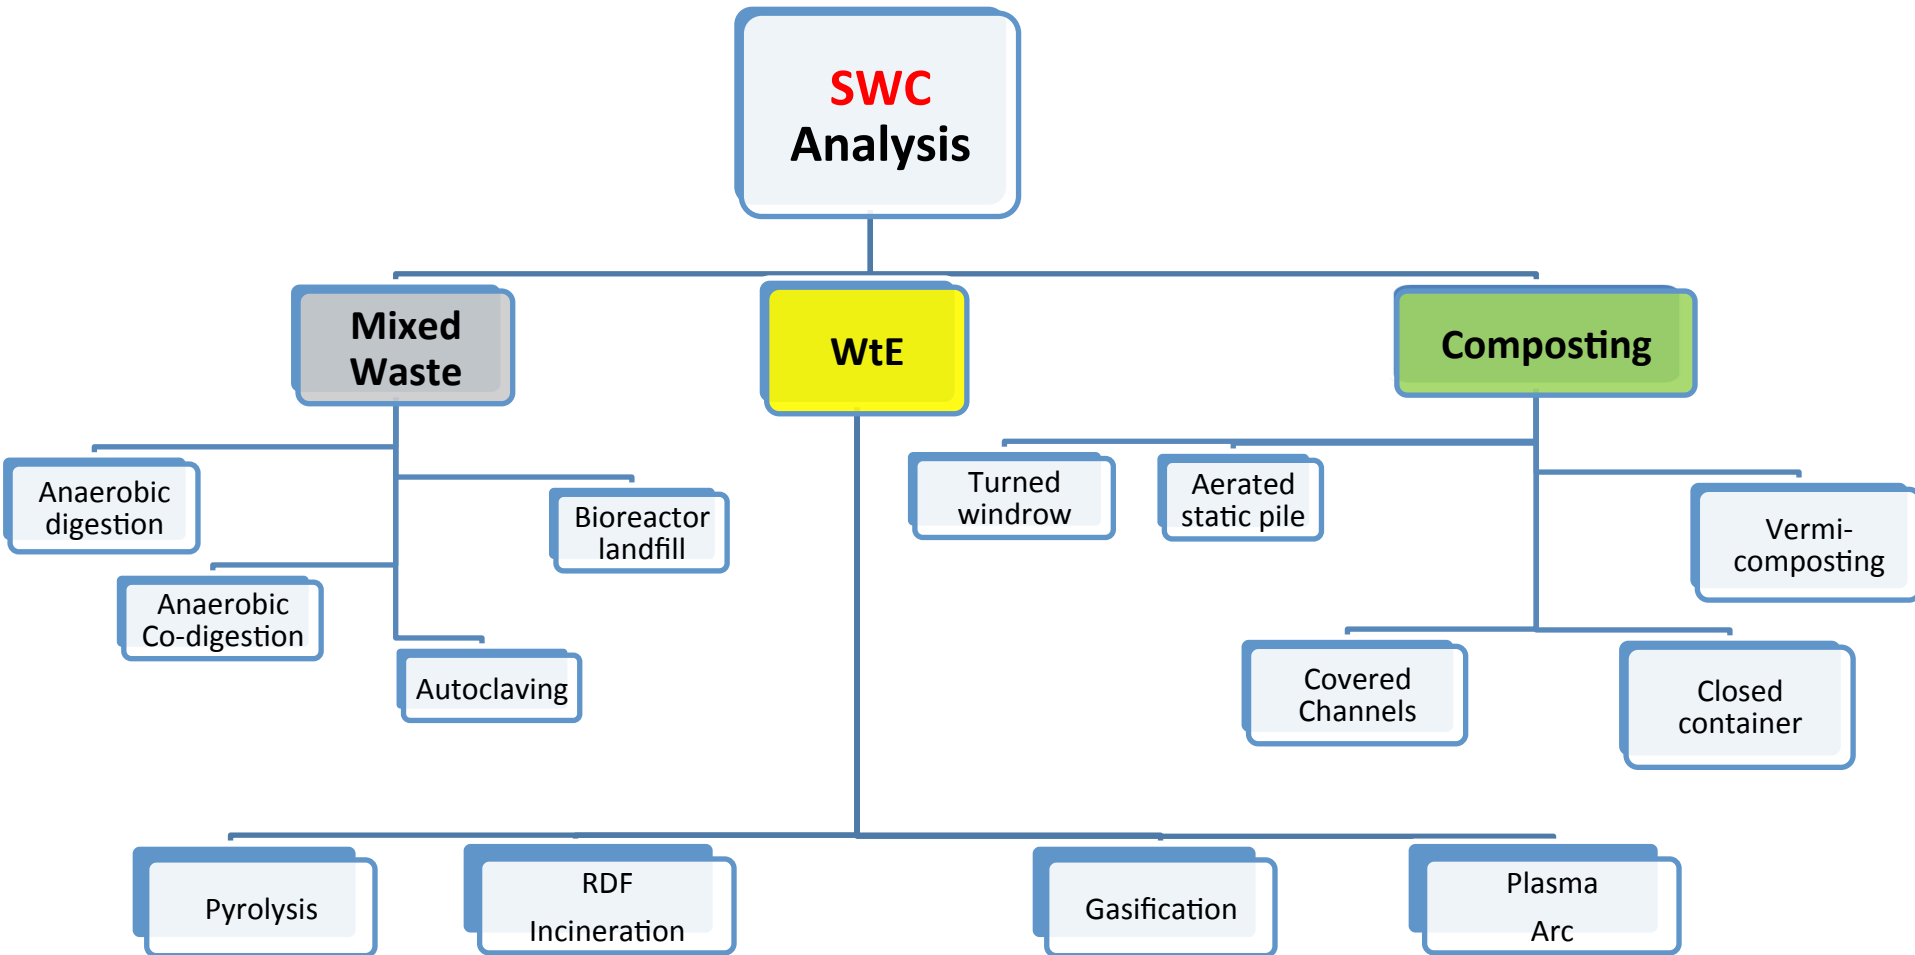 SWC
Analysis
Mixed
Waste
WtE
Composting
Anaerobic
digestion
Bioreactor
landfill
Anaerobic
Co-digestion
Autoclaving
Turned
windrow
Aerated
static pile
Vermi-
composting
Covered
Channels
Closed
container
Pyrolysis
RDF
Incineration
Gasification
Plasma
Arc